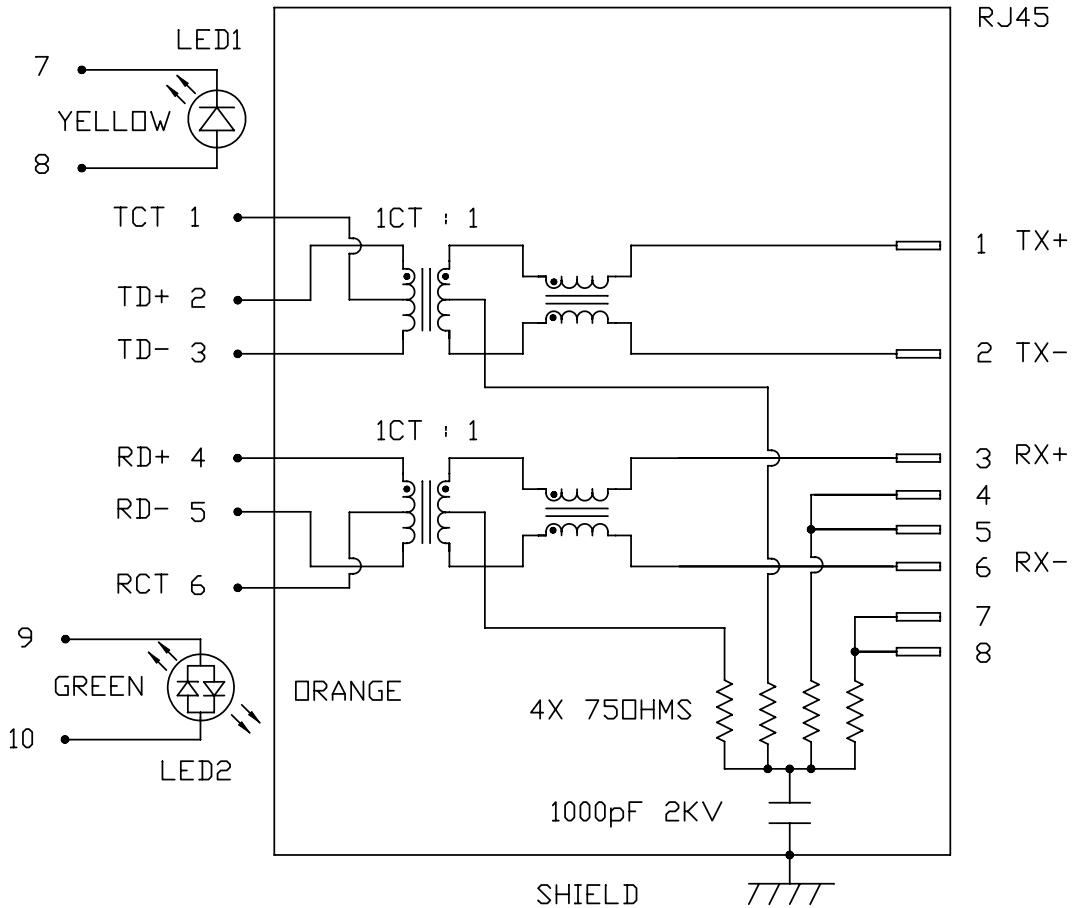 RJ45
LED1
7
YELLOW
8
TCT 1
1CT : 1
1 TX+
TD+ 2
TD- 3
2 TX-
1CT : 1
RD+ 4
3 RX+
4
RD- 5
5
RCT 6
6 RX-
7
9
8
GREEN
ORANGE
4X 75OHMS
10
LED2
1000pF 2KV
SHIELD